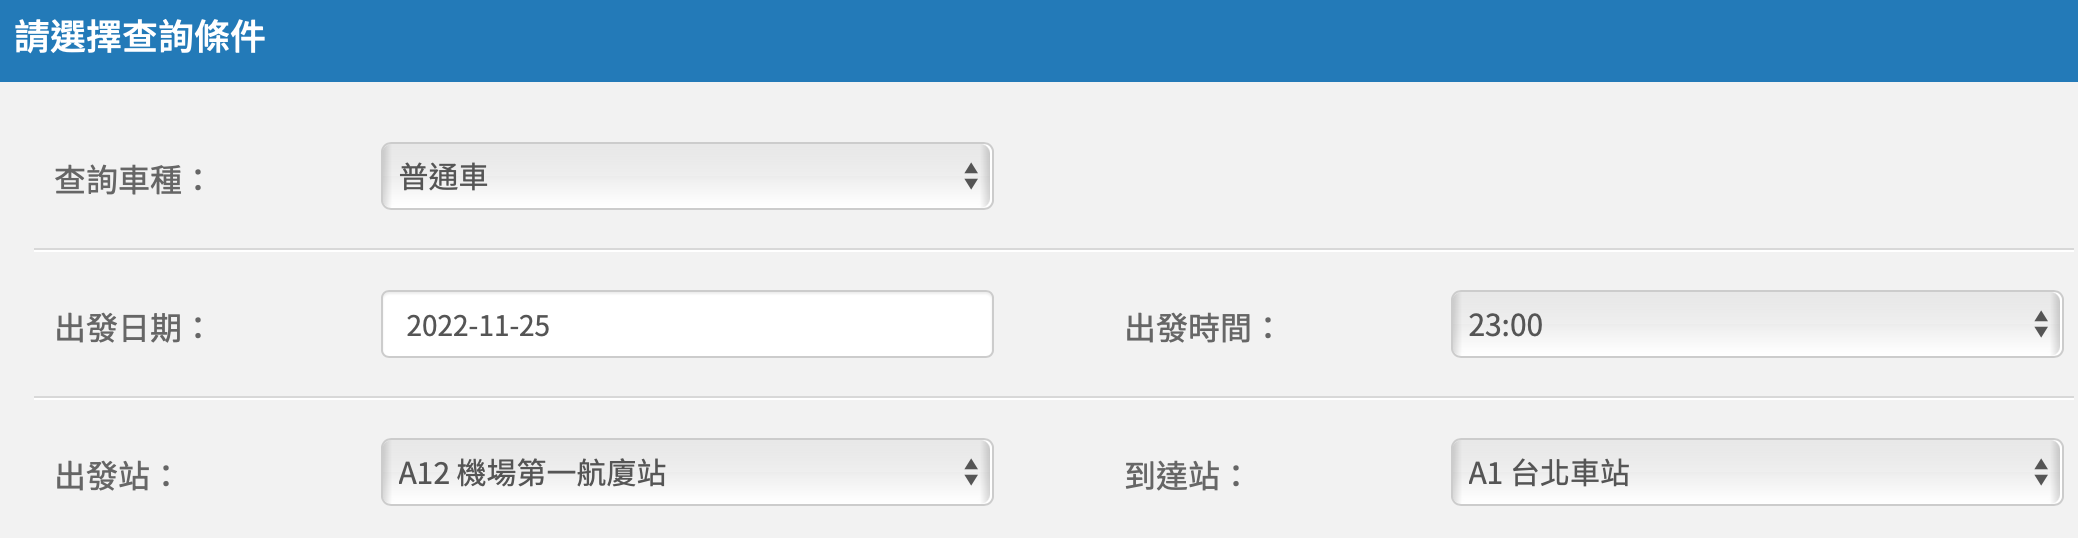 請選擇查詢條件
查詢車種： 普通車
出發日期： 2022-11-25 出發時間： 23:00
出發站： A12 機場第一航廈站 到達站： A1 台北車站